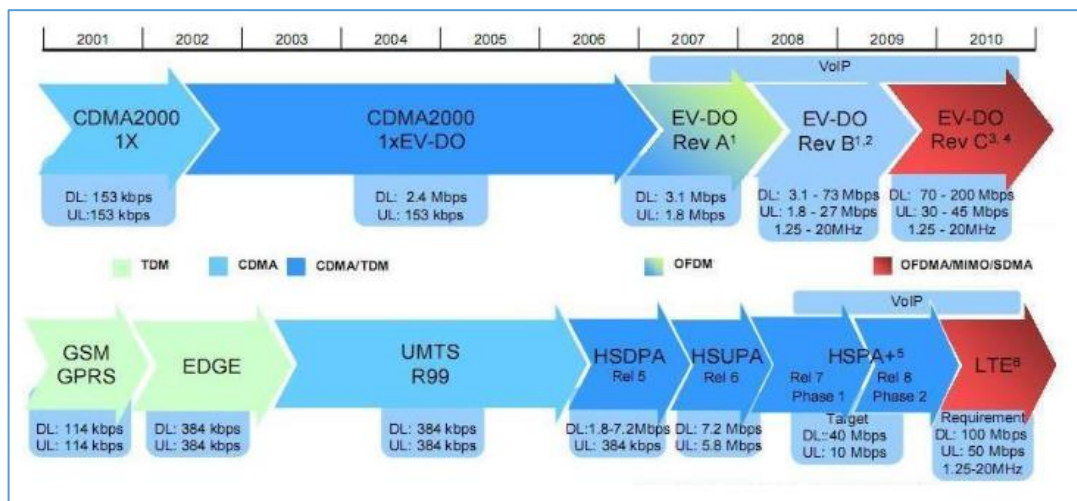 2001 2002 2003 2004 2005 2006 2007 2008 2009 2010
VoIP
CDMA2000
1X
CDMA2000
1xEV-DO
EV-DO
Rev A¹
EV-DO
Rev B¹,²
EV-DO
Rev C³, ⁴
DL: 153 kbps
UL:153 kbps
DL: 2.4 Mbps
UL: 153 kbps
DL: 3.1 Mbps
UL: 1.8 Mbps
DL: 3.1 - 73 Mbps
UL: 1.8 - 27 Mbps
1.25 - 20MHz
DL: 70 - 200 Mbps
UL: 30 - 45 Mbps
1.25 - 20MHz
TDM CDMA CDMA/TDM OFDM OFDMA/MIMO/SDMA
VoIP
GSM
GPRS
EDGE
UMTS
R99
HSDPA
Rel 5
HSUPA
Rel 6
HSPA+⁵
Rel 7
Phase 1
Rel 8
Phase 2
LTE⁶
DL: 114 kbps
UL: 114 kbps
DL: 384 kbps
UL: 384 kbps
DL: 384 kbps
UL: 384 kbps
DL:1.8-7.2Mbps
UL: 384 kbps
DL: 7.2 Mbps
UL: 5.8 Mbps
Target
DL::40 Mbps
UL: 10 Mbps
Requirement
DL: 100 Mbps
UL: 50 Mbps
1.25-20MHz